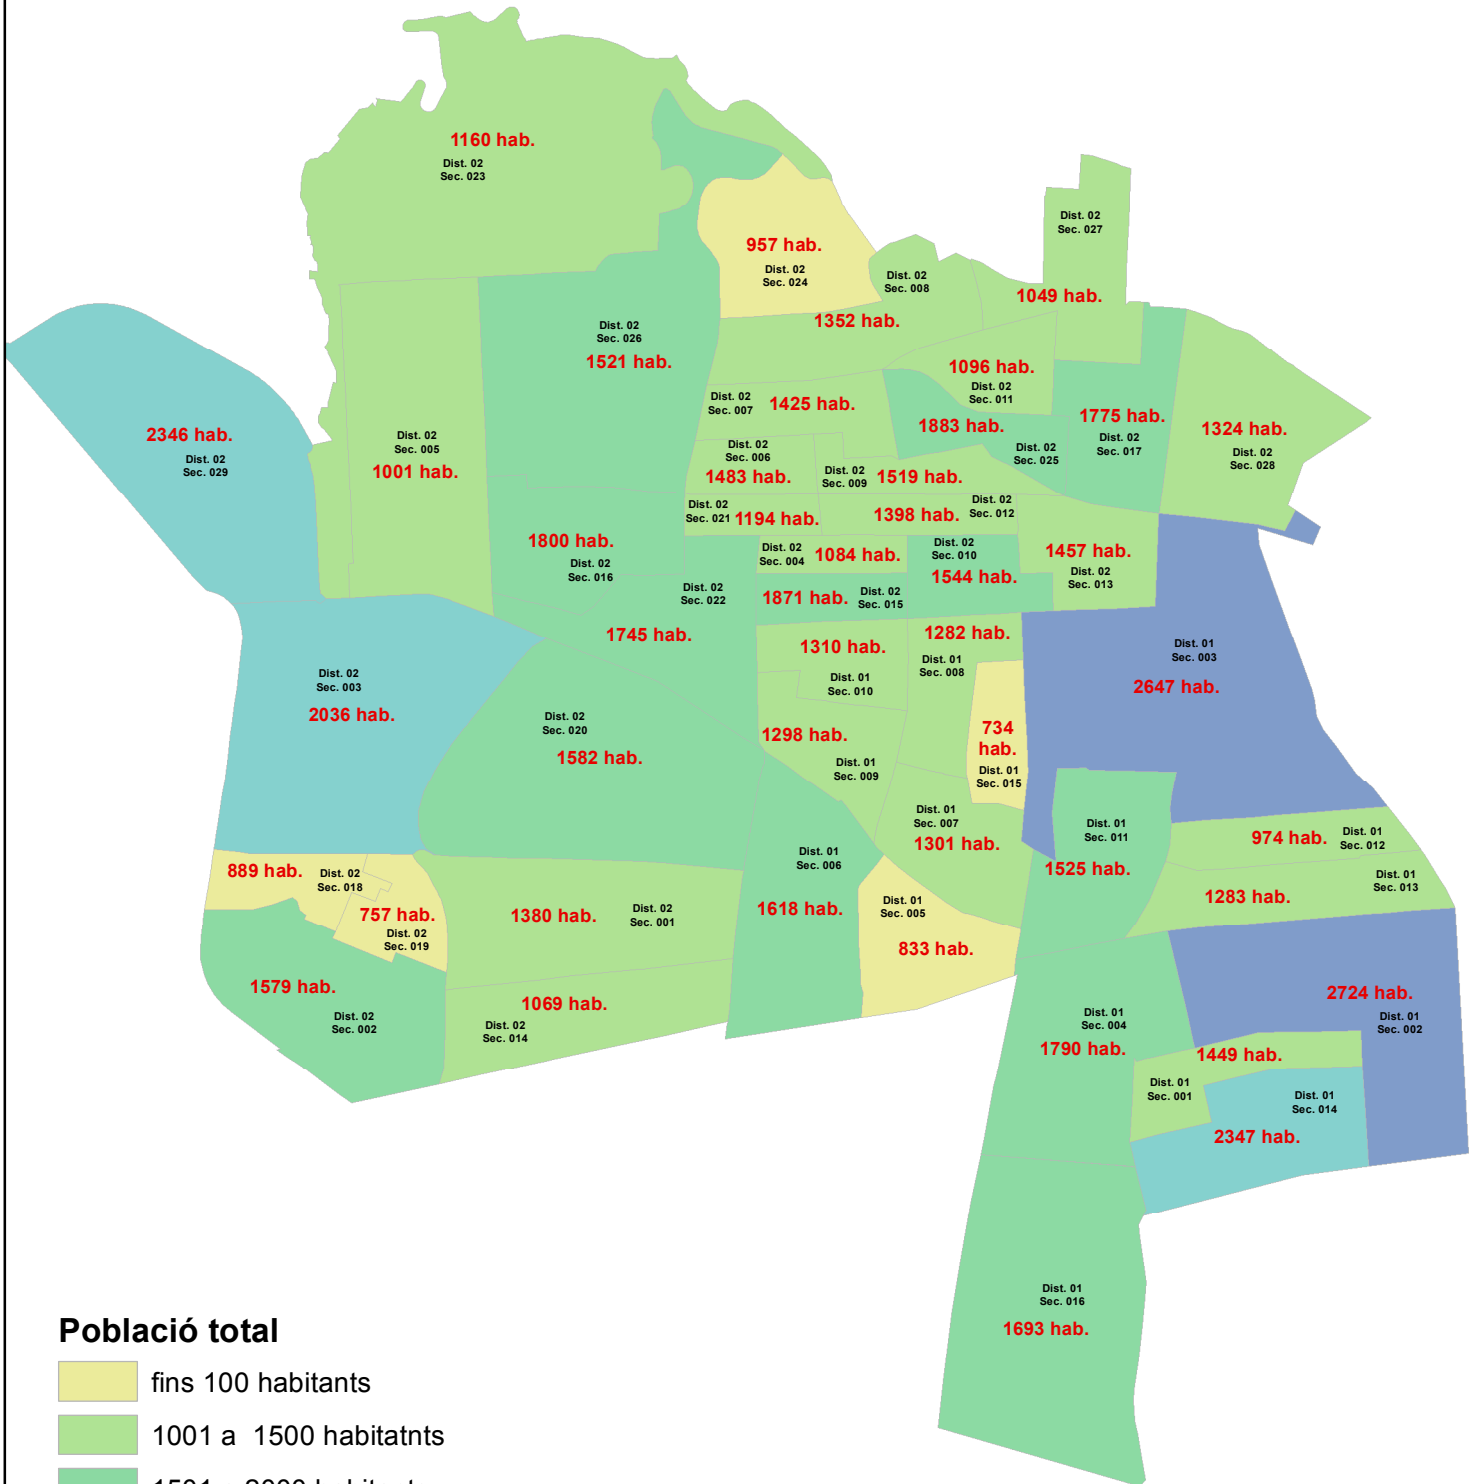 1160 hab.
Dist. 02
Sec. 023
957 hab.
Dist. 02
Sec. 024
Dist. 02
Sec. 027
1049 hab.
Dist. 02
Sec. 008
1352 hab.
Dist. 02
Sec. 026
1521 hab.
1096 hab.
Dist. 02
Sec. 011
Dist. 02
Sec. 007
1425 hab.
1883 hab.
Dist. 02
Sec. 025
1775 hab.
Dist. 02
Sec. 017
1324 hab.
Dist. 02
Sec. 028
2346 hab.
Dist. 02
Sec. 029
Dist. 02
Sec. 005
1001 hab.
Dist. 02
Sec. 006
1483 hab.
Dist. 02
Sec. 009
1519 hab.
Dist. 02
Sec. 021
1194 hab.
1398 hab.
Dist. 02
Sec. 012
1800 hab.
Dist. 02
Sec. 016
Dist. 02
Sec. 004
1084 hab.
Dist. 02
Sec. 010
1544 hab.
1457 hab.
Dist. 02
Sec. 013
Dist. 02
Sec. 022
1745 hab.
1871 hab.
Dist. 02
Sec. 015
1310 hab.
Dist. 01
Sec. 010
1282 hab.
Dist. 01
Sec. 008
Dist. 01
Sec. 003
2647 hab.
Dist. 02
Sec. 003
2036 hab.
Dist. 02
Sec. 020
1582 hab.
1298 hab.
Dist. 01
Sec. 009
734
hab.
Dist. 01
Sec. 015
Dist. 01
Sec. 007
1301 hab.
Dist. 01
Sec. 011
1525 hab.
974 hab.
Dist. 01
Sec. 012
Dist. 01
Sec. 013
1283 hab.
Dist. 01
Sec. 006
1618 hab.
889 hab.
Dist. 02
Sec. 018
757 hab.
Dist. 02
Sec. 019
1380 hab.
Dist. 02
Sec. 001
Dist. 01
Sec. 005
833 hab.
1579 hab.
Dist. 02
Sec. 002
1069 hab.
Dist. 02
Sec. 014
2724 hab.
Dist. 01
Sec. 002
Dist. 01
Sec. 004
1790 hab.
1449 hab.
Dist. 01
Sec. 001
Dist. 01
Sec. 014
2347 hab.
Dist. 01
Sec. 016
1693 hab.
Població total
fins 100 habitants
1001 a  1500 habitatnts